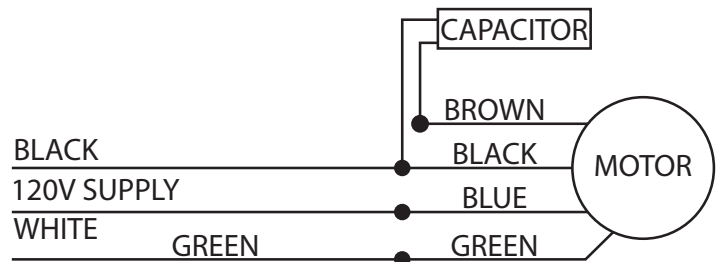 CAPACITOR
BROWN
BLACK
BLACK
MOTOR
120V SUPPLY
BLUE
WHITE
GREEN
GREEN